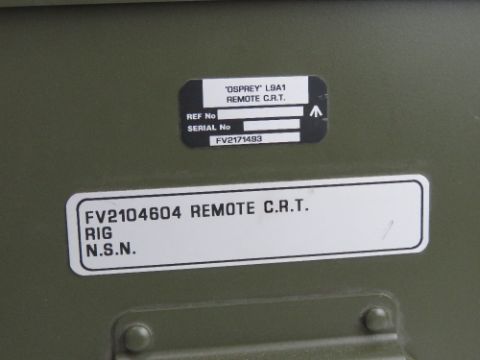 'OSPREY' L9A1
REMOTE C.R.T.
REF No
SERIAL No
FV2171493
FV2104604 REMOTE C.R.T.
RIG
N.S.N.